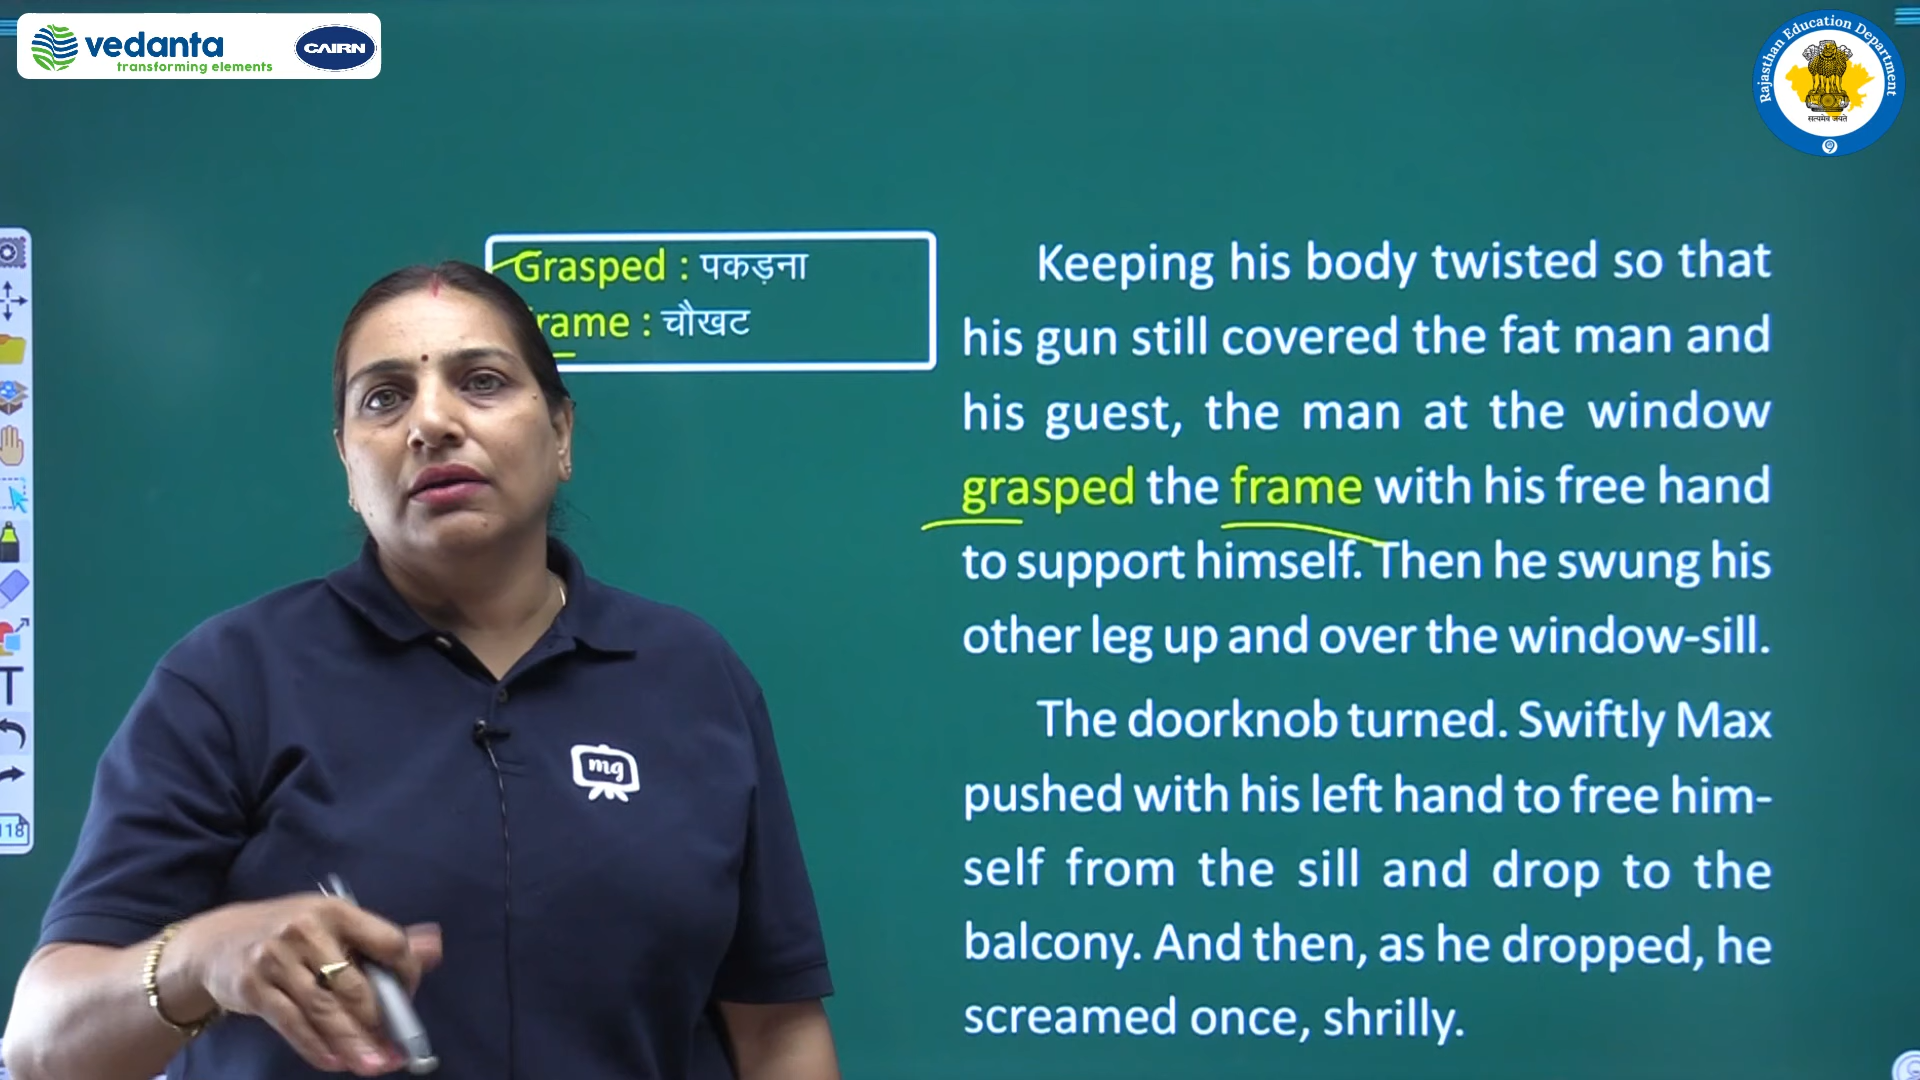 vedanta
transforming elements
CAIRN
Rajasthan Education Department
सत्यमेव जयते
Grasped : पकड़ना
rame : चौखट
Keeping his body twisted so that
his gun still covered the fat man and
his guest, the man at the window
grasped the frame with his free hand
to support himself. Then he swung his
other leg up and over the window-sill.
The doorknob turned. Swiftly Max
pushed with his left hand to free him-
self from the sill and drop to the
balcony. And then, as he dropped, he
screamed once, shrilly.
mg
T
118